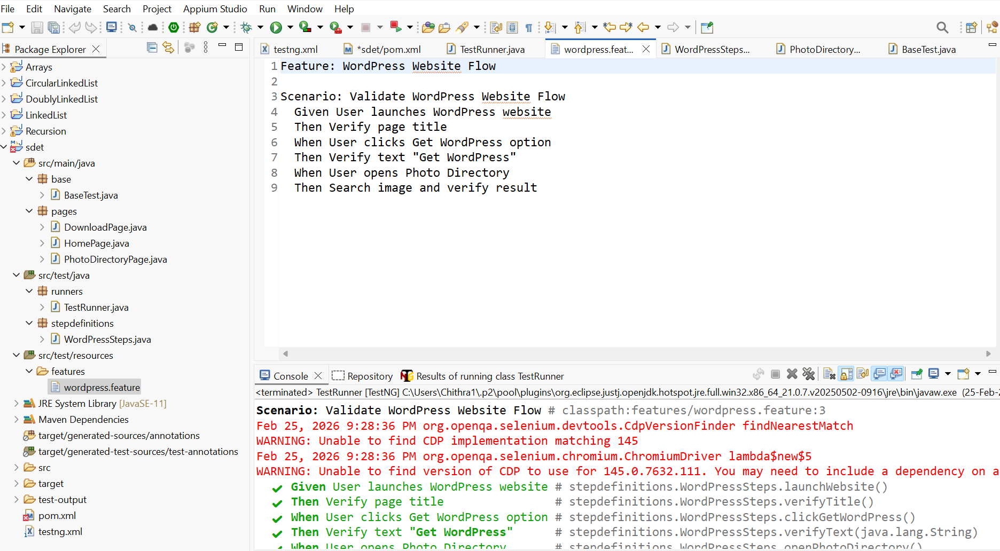 File Edit Navigate Search Project Appium Studio Run Window Help
Package Explorer
Arrays
CircularLinkedList
DoublyLinkedList
LinkedList
Recursion
sdet
src/main/java
base
BaseTest.java
pages
DownloadPage.java
HomePage.java
PhotoDirectoryPage.java
src/test/java
runners
TestRunner.java
stepdefinitions
WordPressSteps.java
src/test/resources
features
wordpress.feature
JRE System Library [JavaSE-11]
Maven Dependencies
target/generated-sources/annotations
target/generated-test-sources/test-annotations
src
target
test-output
pom.xml
testng.xml
testng.xml *sdet/pom.xml TestRunner.java wordpress.feat... WordPressSteps... PhotoDirectory... BaseTest.java
1 Feature: WordPress Website Flow
2
3 Scenario: Validate WordPress Website Flow
4 Given User launches WordPress website
5 Then Verify page title
6 When User clicks Get WordPress option
7 Then Verify text "Get WordPress"
8 When User opens Photo Directory
9 Then Search image and verify result
Console Repository Results of running class TestRunner
<terminated> TestRunner [TestNG] C:\Users\Chithra1\.p2\pool\plugins\org.eclipse.justj.openjdk.hotspot.jre.full.win32.x86_64_21.0.7.v20250502-0916\jre\bin\javaw.exe (25-Feb-2
Scenario: Validate WordPress Website Flow # classpath:features/wordpress.feature:3
Feb 25, 2026 9:28:36 PM org.openqa.selenium.devtools.CdpVersionFinder findNearestMatch
WARNING: Unable to find CDP implementation matching 145
Feb 25, 2026 9:28:36 PM org.openqa.selenium.chromium.ChromiumDriver lambda$new$5
WARNING: Unable to find version of CDP to use for 145.0.7632.111. You may need to include a dependency on a
Given User launches WordPress website # stepdefinitions.WordPressSteps.launchWebsite()
Then Verify page title # stepdefinitions.WordPressSteps.verifyTitle()
When User clicks Get WordPress option # stepdefinitions.WordPressSteps.clickGetWordPress()
Then Verify text "Get WordPress" # stepdefinitions.WordPressSteps.verifyText(java.lang.String)
When User opens Photo Directory # stepdefinitions.WordPressSteps.openPhotoDirectory()